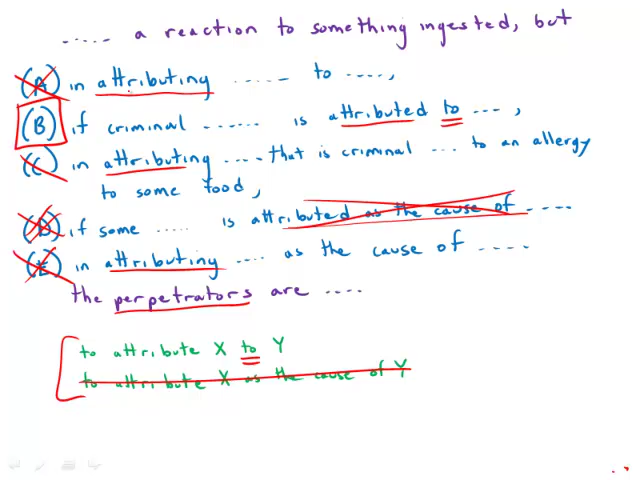 ..... a reaction to something ingested, but
(A) in attributing ...... to ....,
(B) if criminal ...... is attributed to ....,
(C) in attributing .... that is criminal ... to an allergy
to some food,
(D) if some ..... is attributed as the cause of ....
(E) in attributing .... as the cause of ....
the perpetrators are ....
to attribute X to Y
to attribute X as the cause of Y